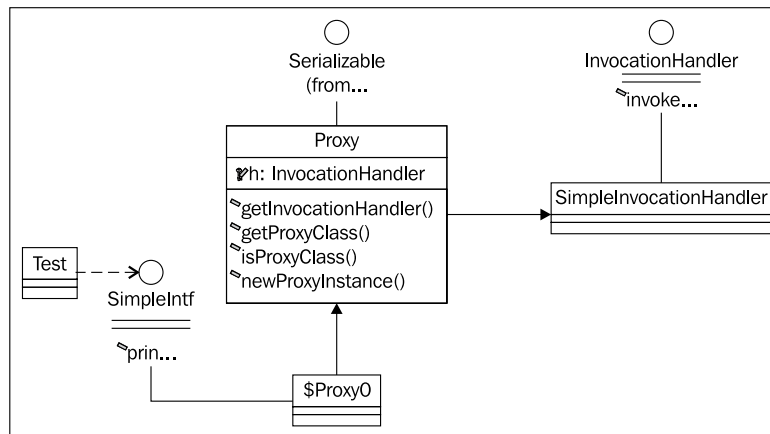 Serializable
(from...
InvocationHandler
invoke...
Proxy
h: InvocationHandler
getInvocationHandler()
getProxyClass()
isProxyClass()
newProxyInstance()
SimpleInvocationHandler
Test
SimpleIntf
prin...
$Proxy0